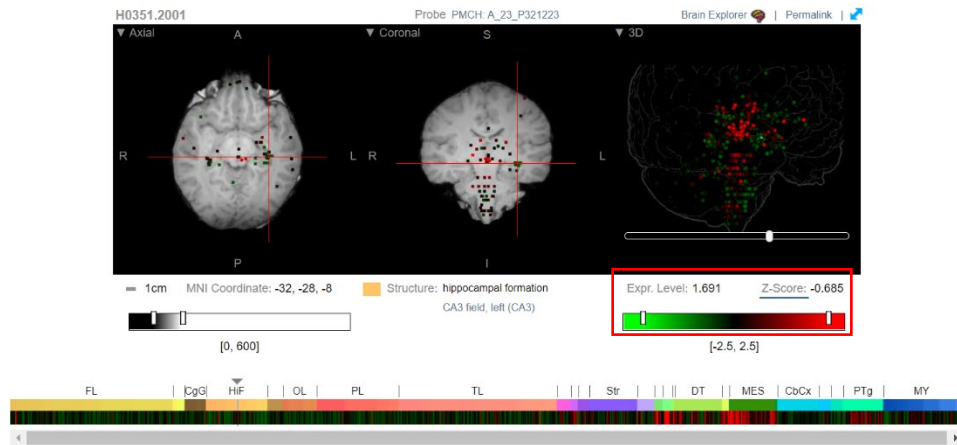 H0351.2001 Probe PMCH: A_23_P321223 Brain Explorer | Permalink |
▼ Axial A ▼ Coronal S ▼ 3D
R L R L
P I
1cm MNI Coordinate: -32, -28, -8 Structure: hippocampal formation Expr. Level: 1,691 Z-Score: -0.685
CA3 field, left (CA3)
[0, 600] [-2.5, 2.5]
FL CgG HiF OL PL TL Str DT MES CbCx PTg MY